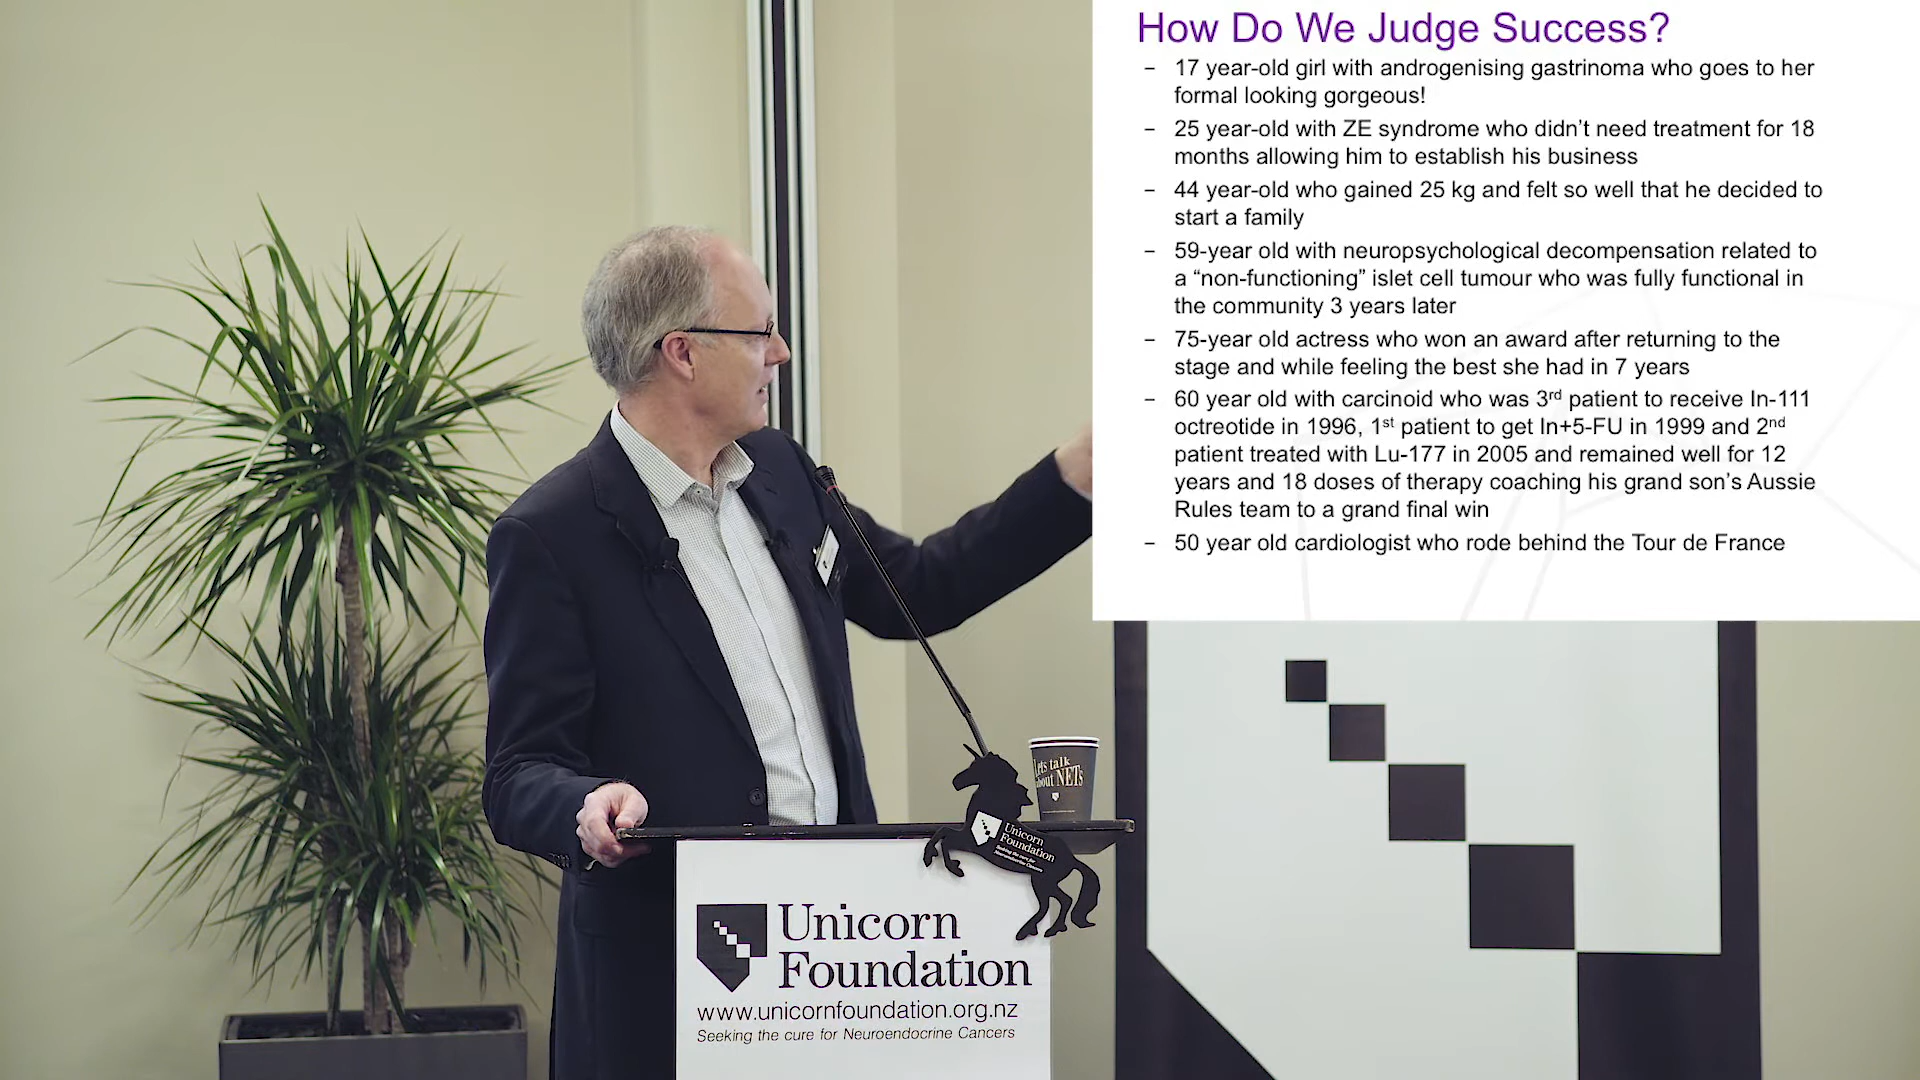 How Do We Judge Success?
– 17 year-old girl with androgenising gastrinoma who goes to her
formal looking gorgeous!
– 25 year-old with ZE syndrome who didn’t need treatment for 18
months allowing him to establish his business
– 44 year-old who gained 25 kg and felt so well that he decided to
start a family
– 59-year old with neuropsychological decompensation related to
a “non-functioning” islet cell tumour who was fully functional in
the community 3 years later
– 75-year old actress who won an award after returning to the
stage and while feeling the best she had in 7 years
– 60 year old with carcinoid who was 3rd patient to receive In-111
octreotide in 1996, 1st patient to get In+5-FU in 1999 and 2nd
patient treated with Lu-177 in 2005 and remained well for 12
years and 18 doses of therapy coaching his grand son’s Aussie
Rules team to a grand final win
– 50 year old cardiologist who rode behind the Tour de France
Lets talk
about NETs
Unicorn
Foundation
Seeking the cure for
Neuroendocrine Cancers
Unicorn
Foundation
www.unicornfoundation.org.nz
Seeking the cure for Neuroendocrine Cancers